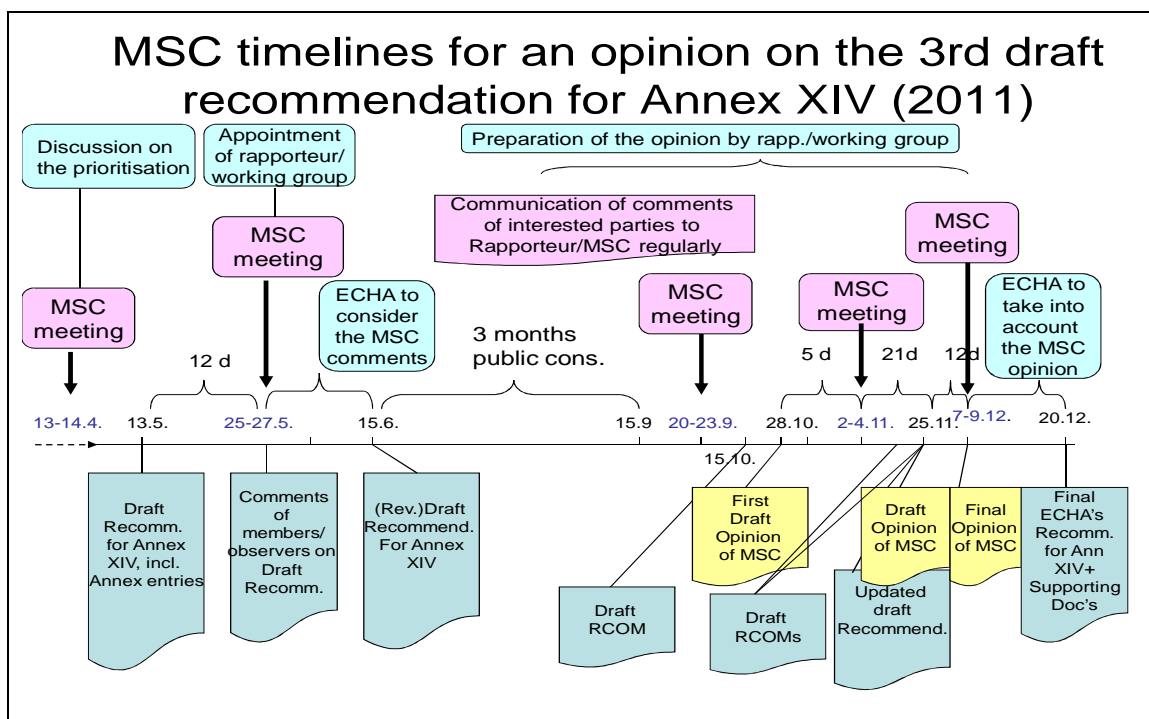 MSC timelines for an opinion on the 3rd draft
recommendation for Annex XIV (2011)
Discussion on
the prioritisation
Appointment
of rapporteur/
working group
Preparation of the opinion by rapp./working group
Communication of comments
of interested parties to
Rapporteur/MSC regularly
MSC
meeting
MSC
meeting
MSC
meeting
MSC
meeting
MSC
meeting
ECHA to
consider
the MSC
comments
ECHA to
take into
account
the MSC
opinion
3 months
public cons.
12 d
5 d
21d
12d
13-14.4.
13.5.
25-27.5.
15.6.
15.9
20-23.9.
15.10.
28.10.
2-4.11.
25.11.
7-9.12.
20.12.
Draft
Recomm.
for Annex
XIV, incl.
Annex entries
Comments
of
members/
observers on
Draft
Recomm.
(Rev.)Draft
Recommend.
For Annex
XIV
First
Draft
Opinion
of MSC
Draft
Opinion
of MSC
Final
Opinion
of MSC
Final
ECHA's
Recomm.
for Ann
XIV+
Supporting
Doc's
Draft
RCOM
Draft
RCOMs
Updated
draft
Recommend.